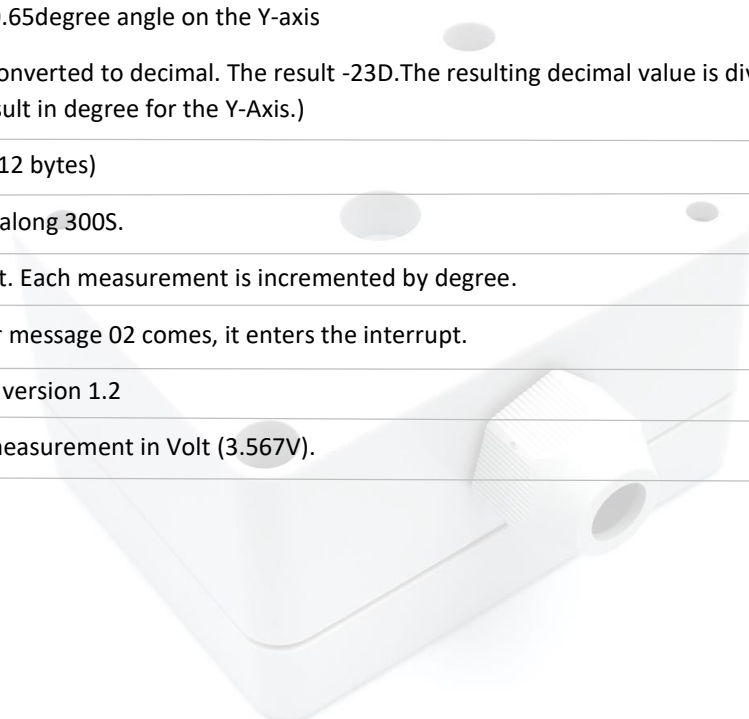 .65degree angle on the Y-axis
onverted to decimal. The result -23D.The resulting decimal value is div
sult in degree for the Y-Axis.)
12 bytes)
along 300S.
t. Each measurement is incremented by degree.
r message 02 comes, it enters the interrupt.
version 1.2
neasurement in Volt (3.567V).